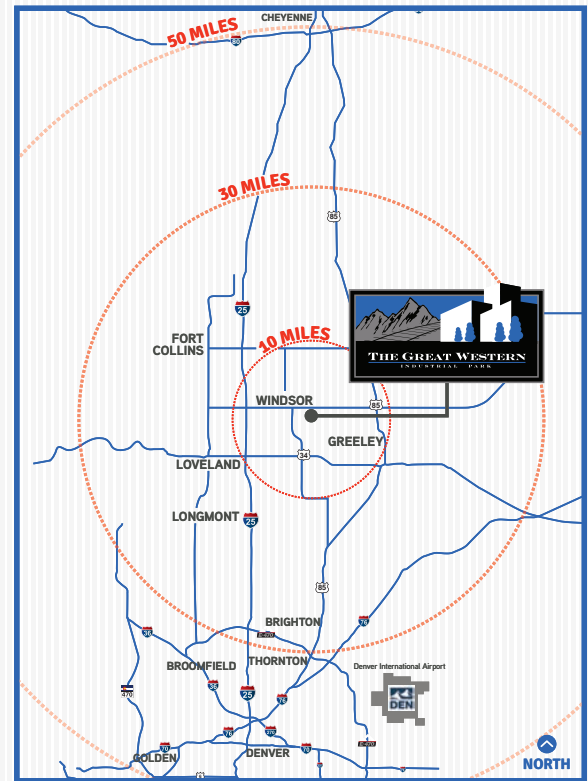 CHEYENNE
50 MILES
80
30 MILES
85
25
FORT
COLLINS
10 MILES
THE GREAT WESTERN
INDUSTRIAL PARK
WINDSOR
85
GREELEY
34
LOVELAND
LONGMONT
25
85
BRIGHTON
76
36
E-470
BROOMFIELD
THORNTON
Denver International Airport
470
36
25
76
DEN
76
270
70
E-470
70
GOLDEN
DENVER
NORTH